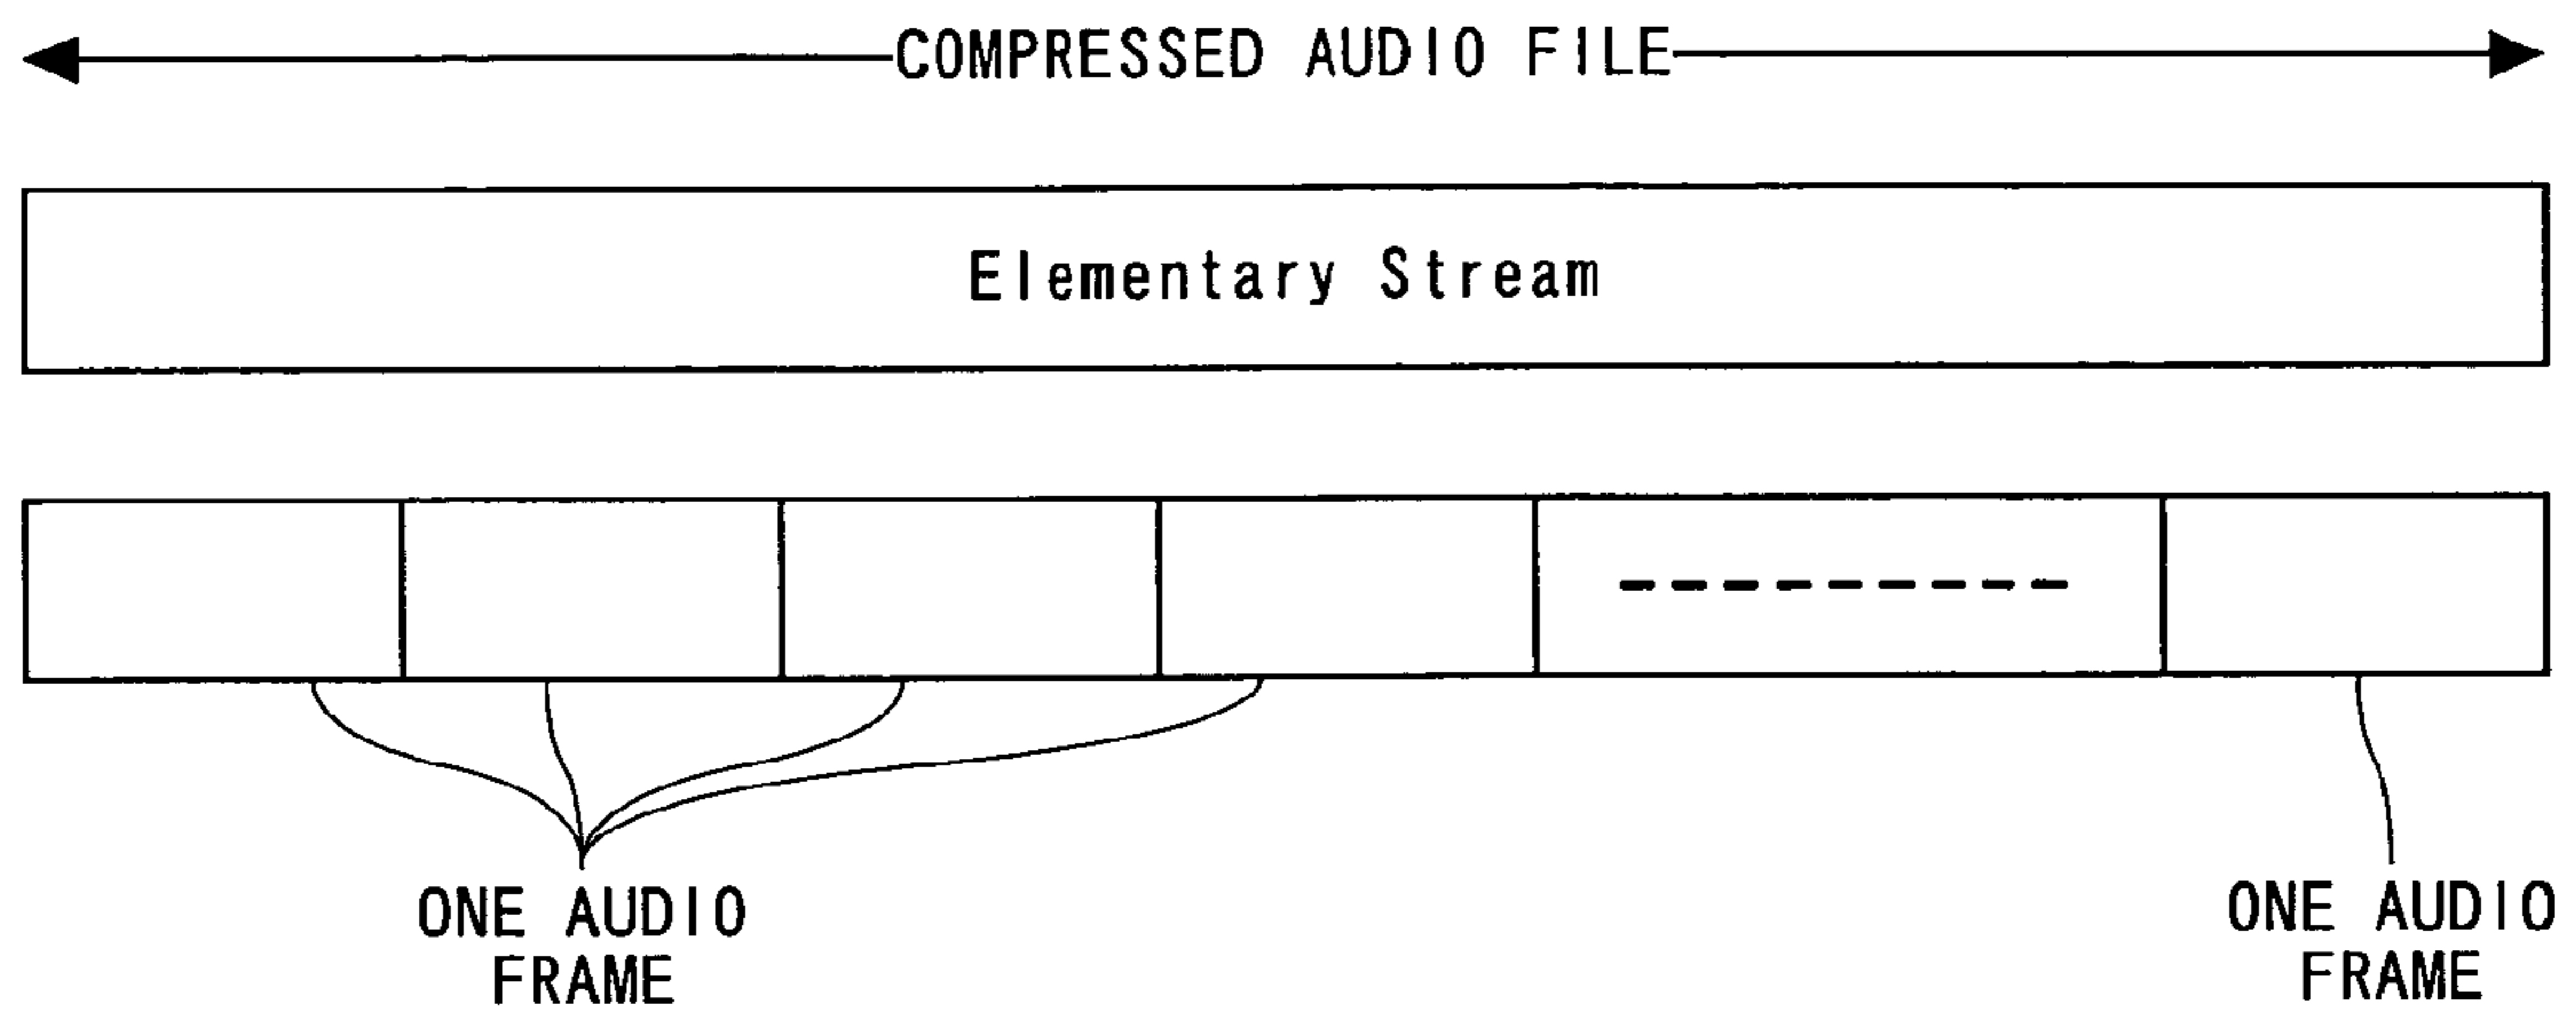 COMPRESSED AUDIO FILE
Elementary Stream
ONE AUDIO
FRAME
ONE AUDIO
FRAME